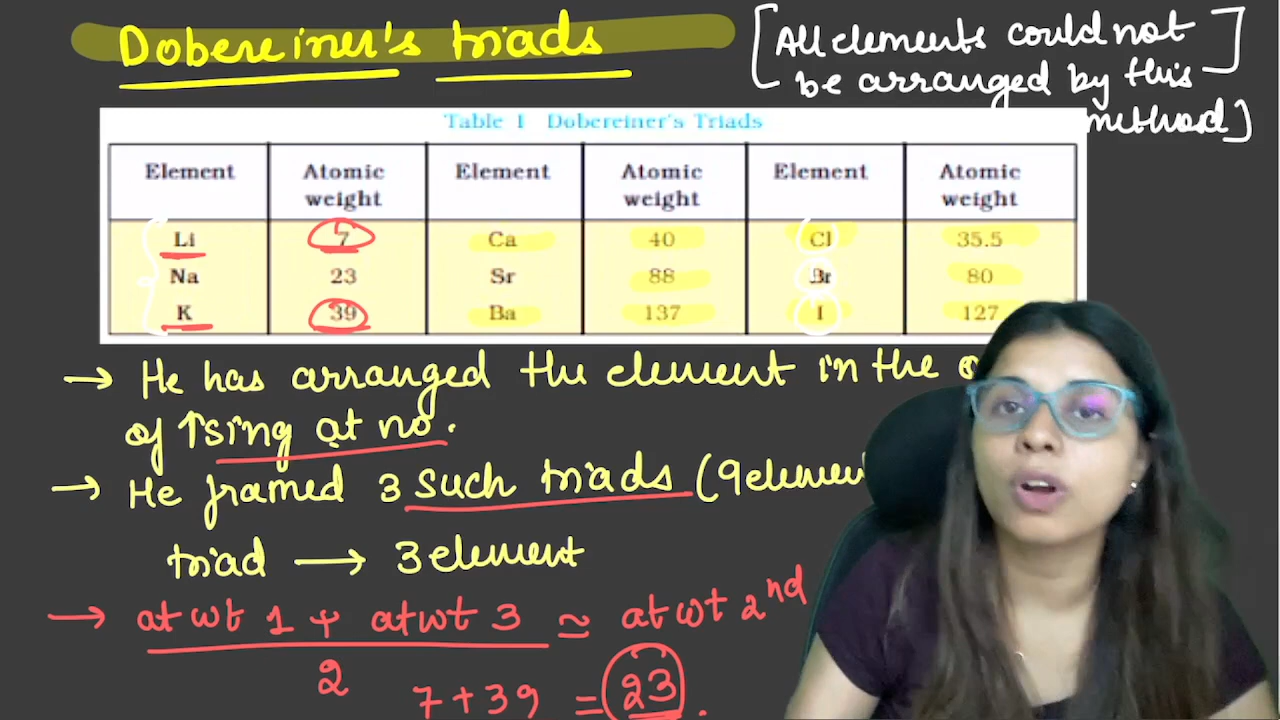 Dobereiner's triads
[All elements could not
be arranged by this
method]
Table 1 Dobereiner's Triads
Element Atomic weight Element Atomic weight Element Atomic weight
Li 7 Ca 40 Cl 35.5
Na 23 Sr 88 Br 80
K 39 Ba 137 I 127
→ He has arranged the element in the
of ↑sing at no.
→ He framed 3 such triads (9 elemen
triad → 3 element
→ at wt 1 + at wt 3 ≃ at wt 2nd
2
7+39 = 23.